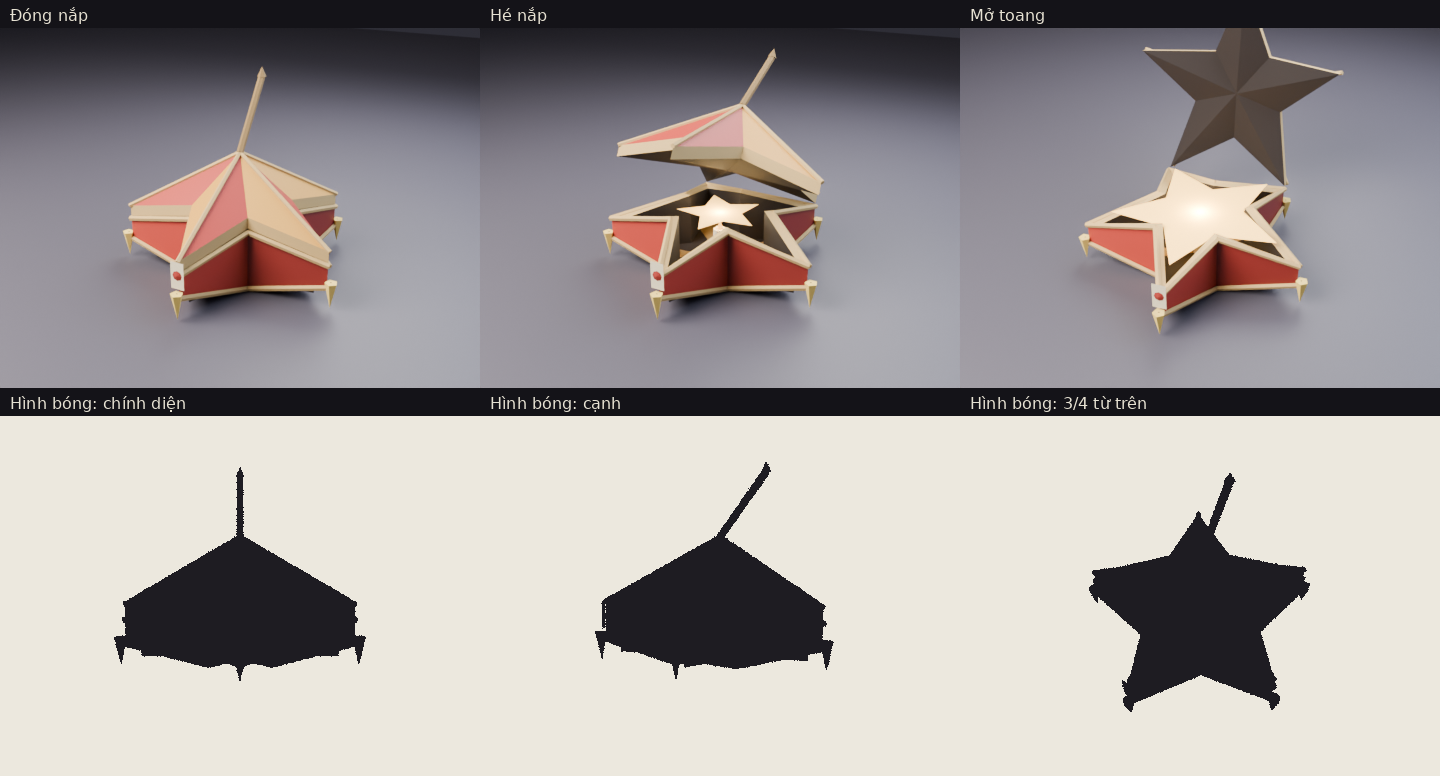 Đóng nắp
Hé nắp
Mở toang
Hình bóng: chính diện
Hình bóng: cạnh
Hình bóng: 3/4 từ trên